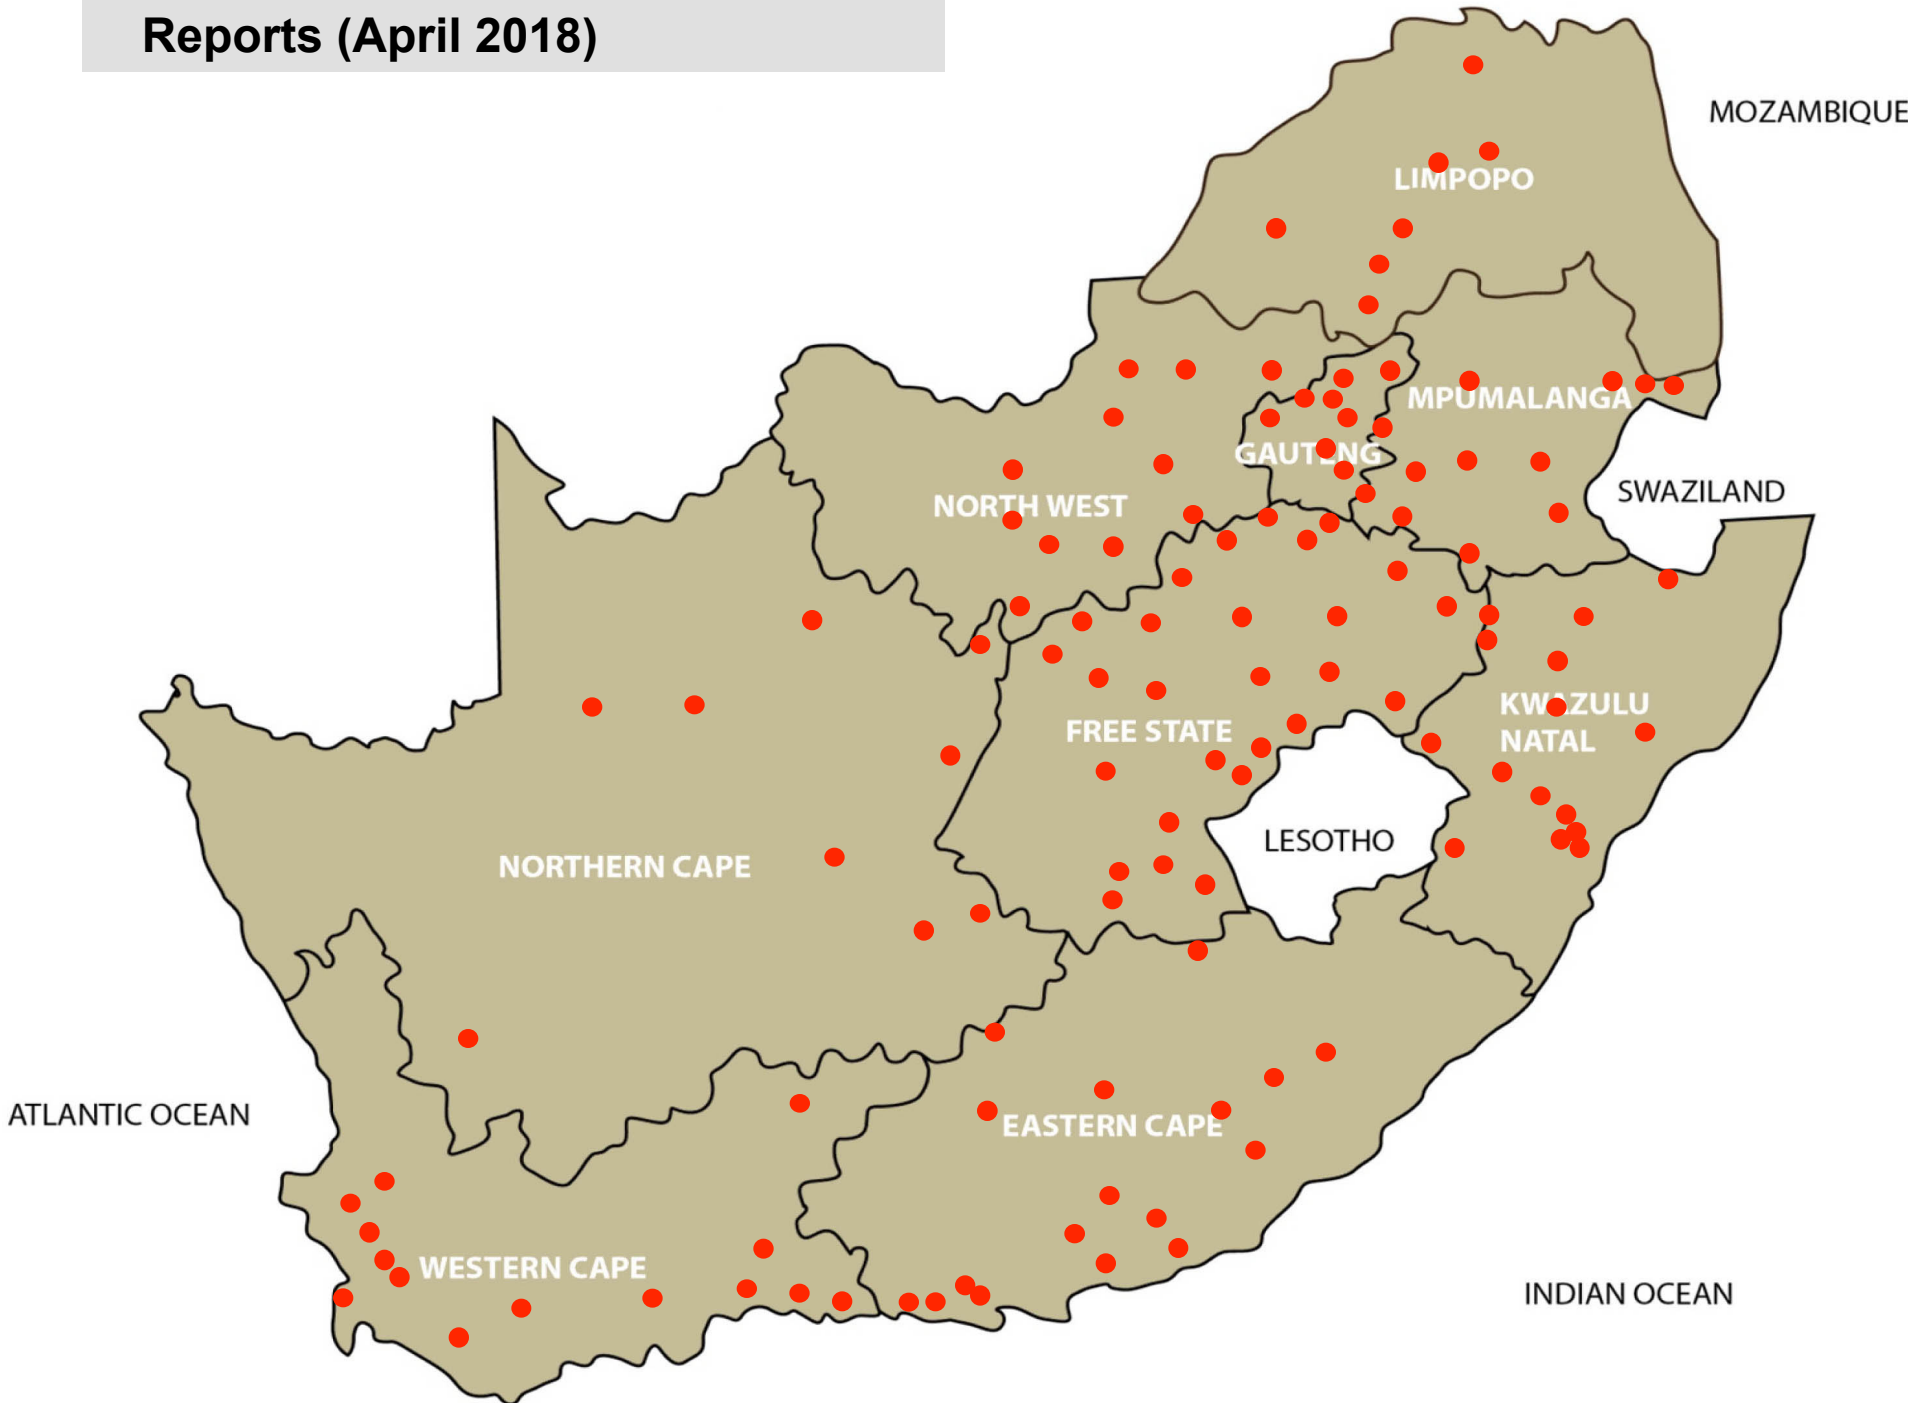 Reports (April 2018)
MOZAMBIQUE
LIMPOPO
MPUMALANGA
GAUTENG
SWAZILAND
NORTH WEST
KWAZULU
NATAL
FREE STATE
LESOTHO
NORTHERN CAPE
ATLANTIC OCEAN
EASTERN CAPE
WESTERN CAPE
INDIAN OCEAN